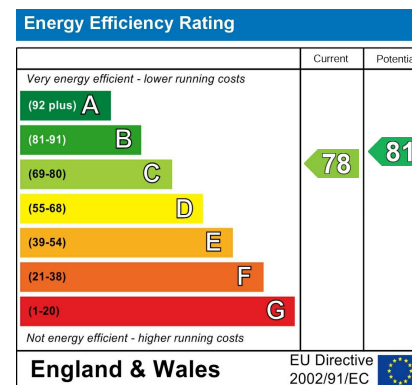 Energy Efficiency Rating
Current Potentia
Very energy efficient - lower running costs
(92 plus) A
(81-91) B
(69-80) C
(55-68) D
(39-54) E
(21-38) F
(1-20) G
78
81
Not energy efficient - higher running costs
England & Wales
EU Directive
2002/91/EC